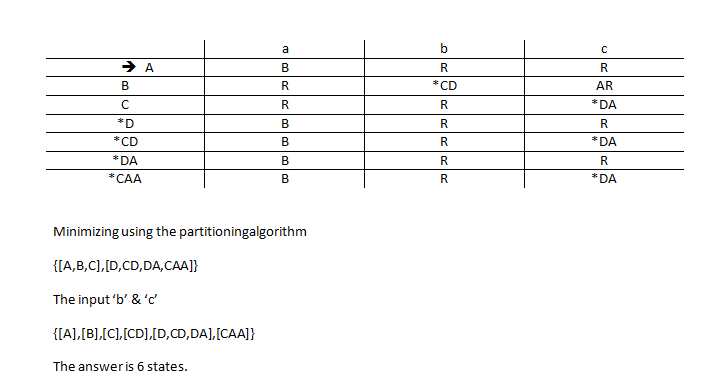 a b c
➔ A B R R
B R *CD AR
C R R *DA
*D B R R
*CD B R *DA
*DA B R R
*CAA B R *DA
Minimizing using the partitioningalgorithm
{[A,B,C],[D,CD,DA,CAA]}
The input ‘b’ & ‘c’
{[A],[B],[C],[CD],[D,CD,DA],[CAA]}
The answer is 6 states.